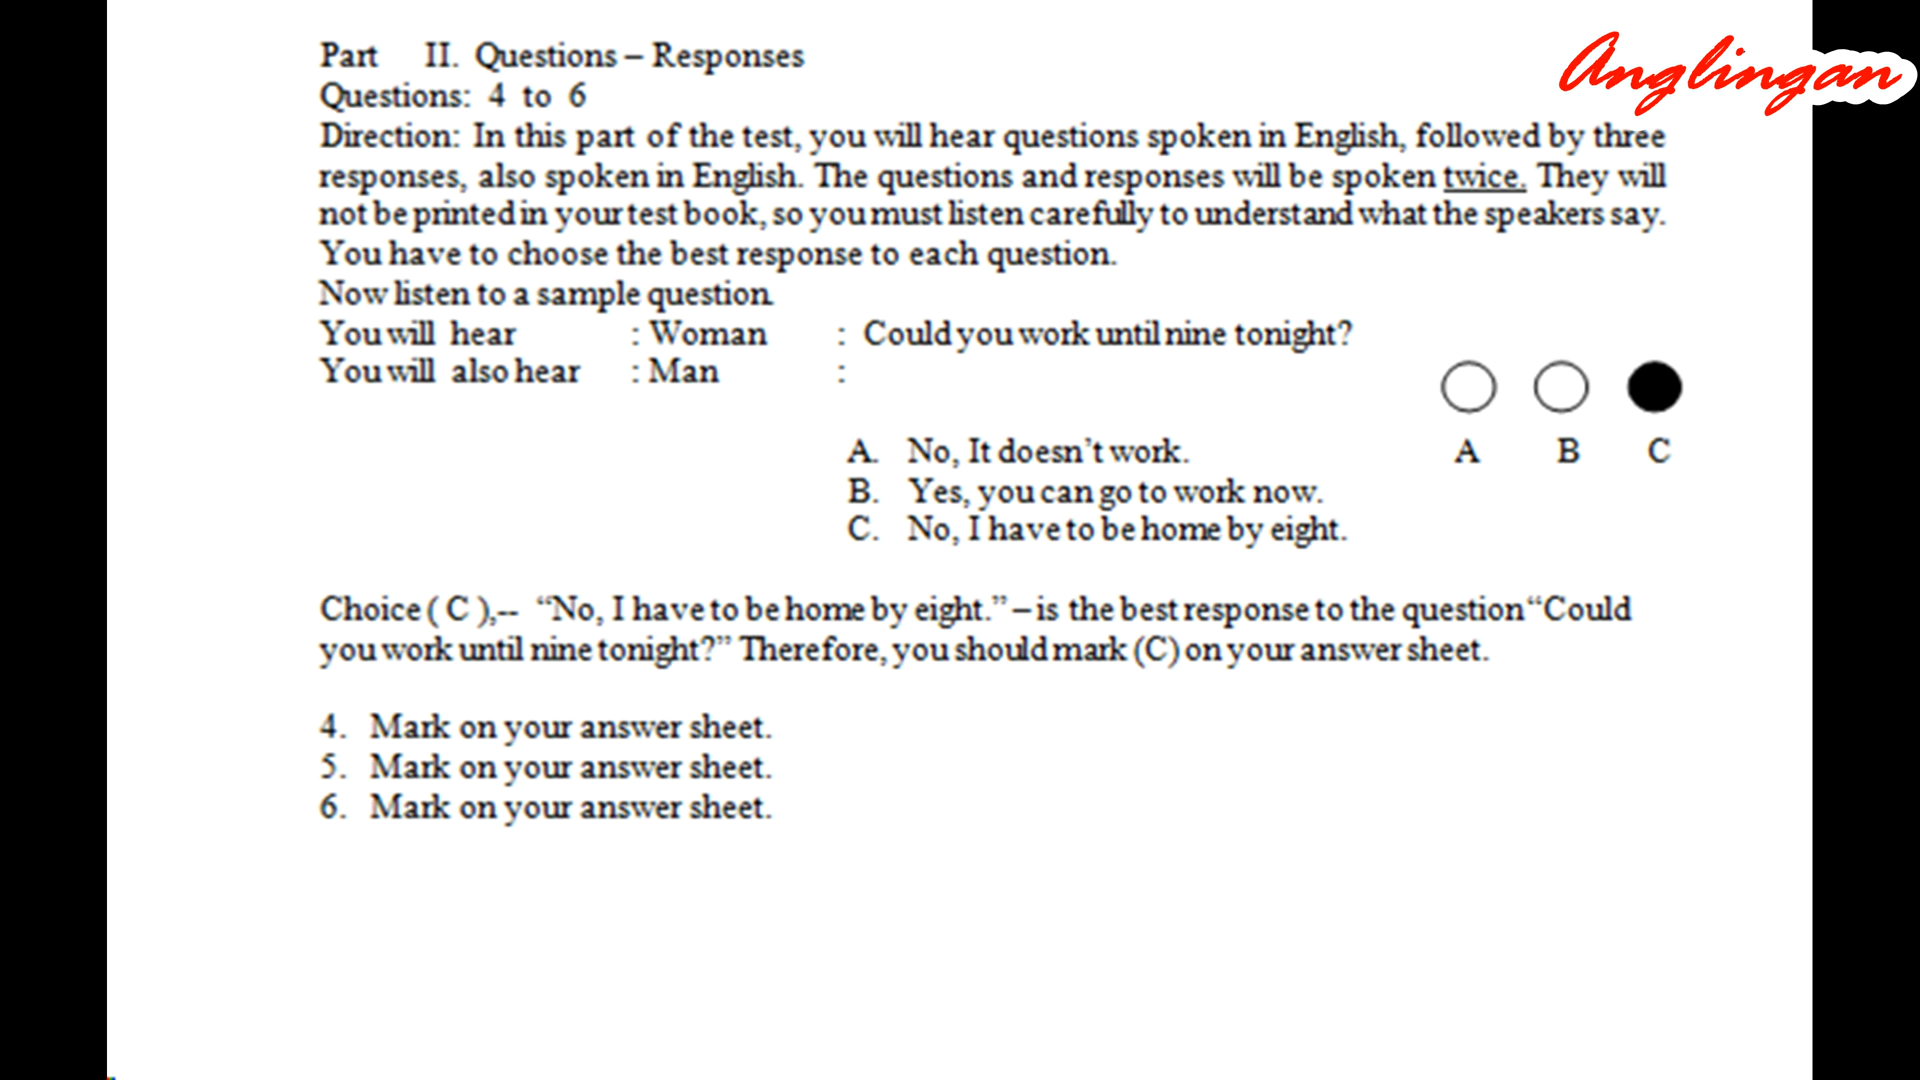 Anglingan
Part II. Questions – Responses
Questions: 4 to 6
Direction: In this part of the test, you will hear questions spoken in English, followed by three
responses, also spoken in English. The questions and responses will be spoken twice. They will
not be printed in your test book, so you must listen carefully to understand what the speakers say.
You have to choose the best response to each question.
Now listen to a sample question
You will hear : Woman : Could you work until nine tonight?
You will also hear : Man :
A. No, It doesn’t work. A B C
B. Yes, you can go to work now.
C. No, I have to be home by eight.
Choice ( C ),-- “No, I have to be home by eight.” – is the best response to the question “Could
you work until nine tonight?” Therefore, you should mark (C) on your answer sheet.
4. Mark on your answer sheet.
5. Mark on your answer sheet.
6. Mark on your answer sheet.